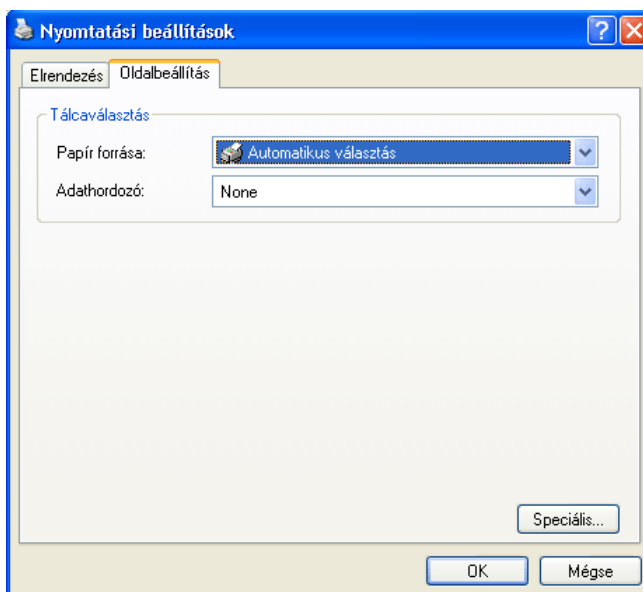 Nyomtatási beállítások
Elrendezés Oldalbeállítás
Tálcaválasztás
Papír forrása: Automatikus választás
Adathordozó: None
Speciális...
OK Mégse